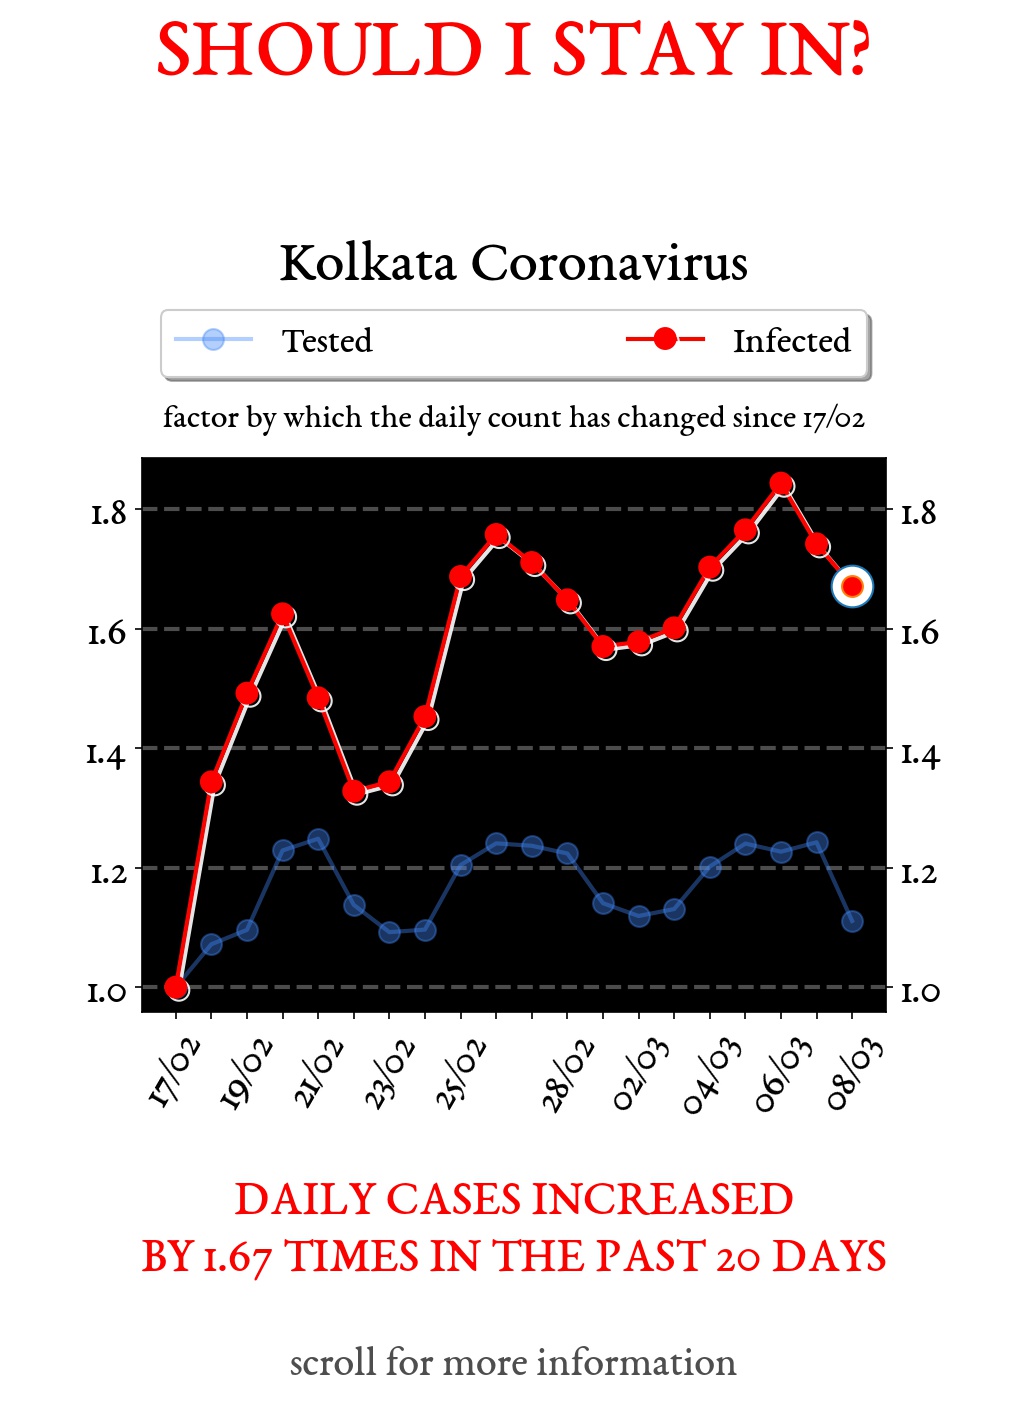 SHOULD I STAY IN?
Kolkata Coronavirus
Tested Infected
factor by which the daily count has changed since 17/02
1.8 1.8
1.6 1.6
1.4 1.4
1.2 1.2
1.0 1.0
17/02 19/02 21/02 23/02 25/02 28/02 02/03 04/03 06/03 08/03
DAILY CASES INCREASED
BY 1.67 TIMES IN THE PAST 20 DAYS
scroll for more information